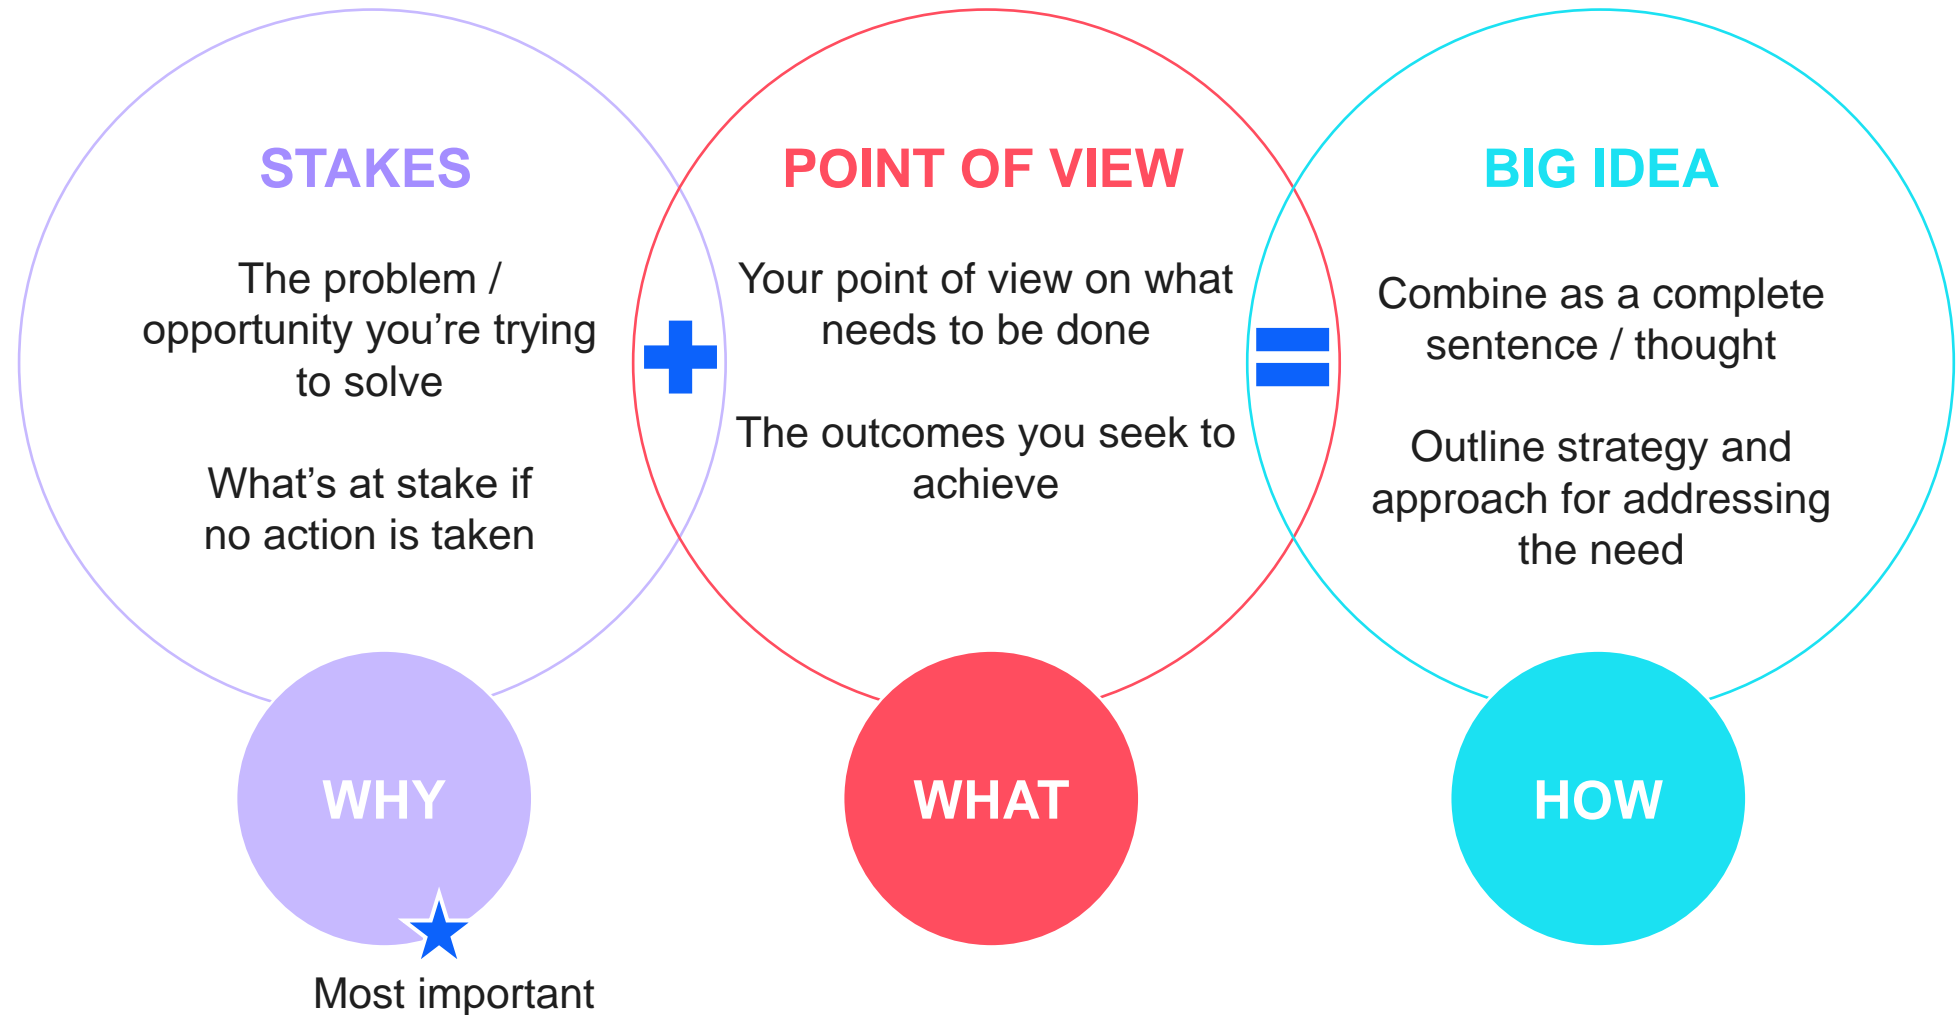 STAKES
The problem /
opportunity you’re trying
to solve
What’s at stake if
no action is taken
WHY
Most important
POINT OF VIEW
Your point of view on what
needs to be done
The outcomes you seek to
achieve
WHAT
BIG IDEA
Combine as a complete
sentence / thought
Outline strategy and
approach for addressing
the need
HOW